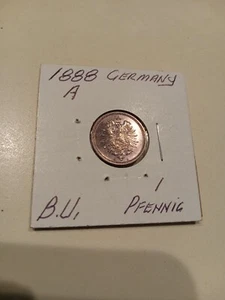 1888 GERMANY
A
1
B.U. PFENNIG